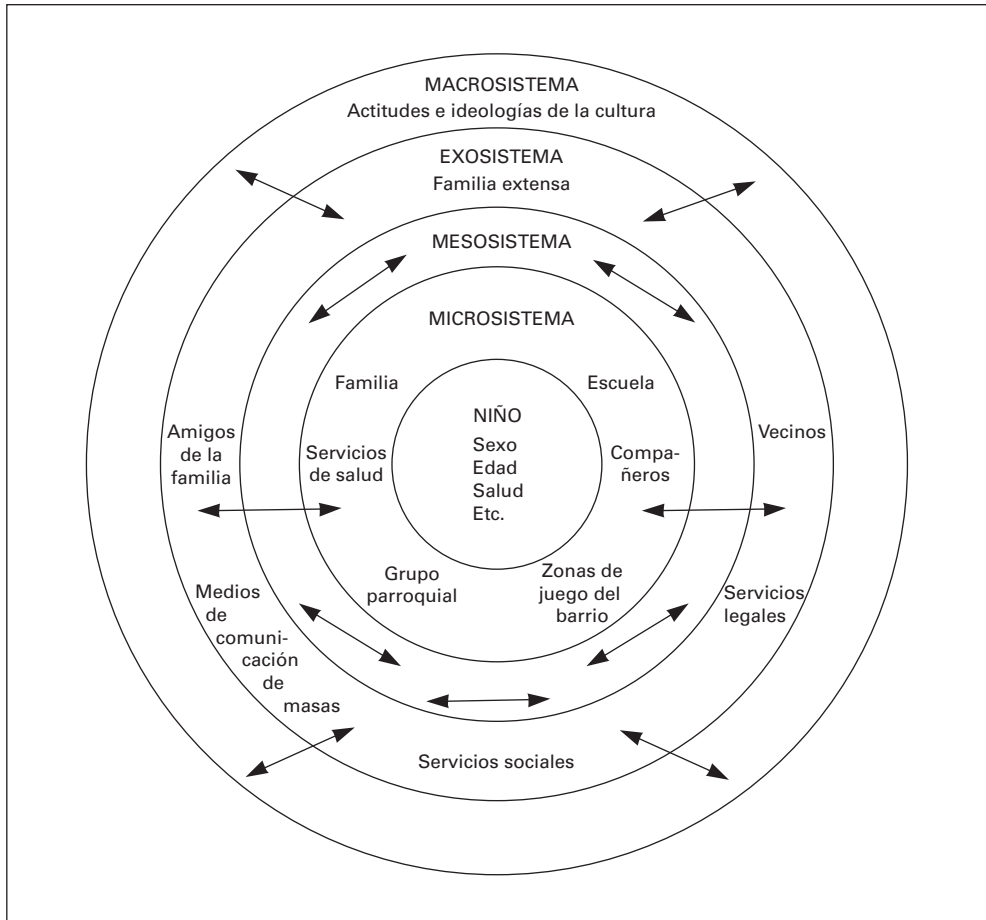 MACROSISTEMA
Actitudes e ideologías de la cultura
EXOSISTEMA
Familia extensa
MESOSISTEMA
MICROSISTEMA
Familia
Escuela
NIÑO
Sexo
Edad
Salud
Etc.
Amigos
de la
familia
Servicios
de salud
Compa-
ñeros
Vecinos
Grupo
parroquial
Zonas de
juego del
barrio
Medios
de
comuni-
cación
de
masas
Servicios
legales
Servicios sociales